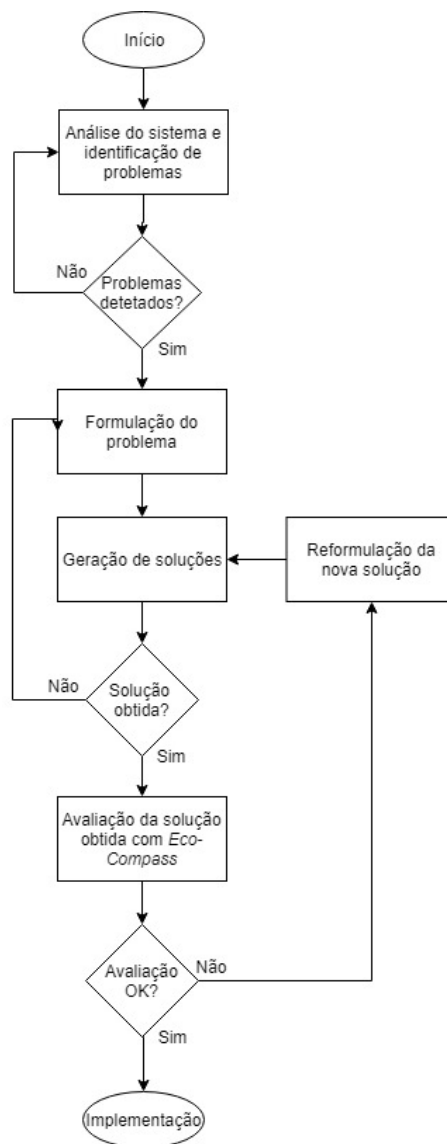 Início
Análise do sistema e
identificação de
problemas
Não
Problemas
detetados?
Sim
Formulação do
problema
Geração de soluções
Reformulação da
nova solução
Não
Solução
obtida?
Sim
Avaliação da solução
obtida com Eco-
Compass
Avaliação
OK?
Não
Sim
Implementação